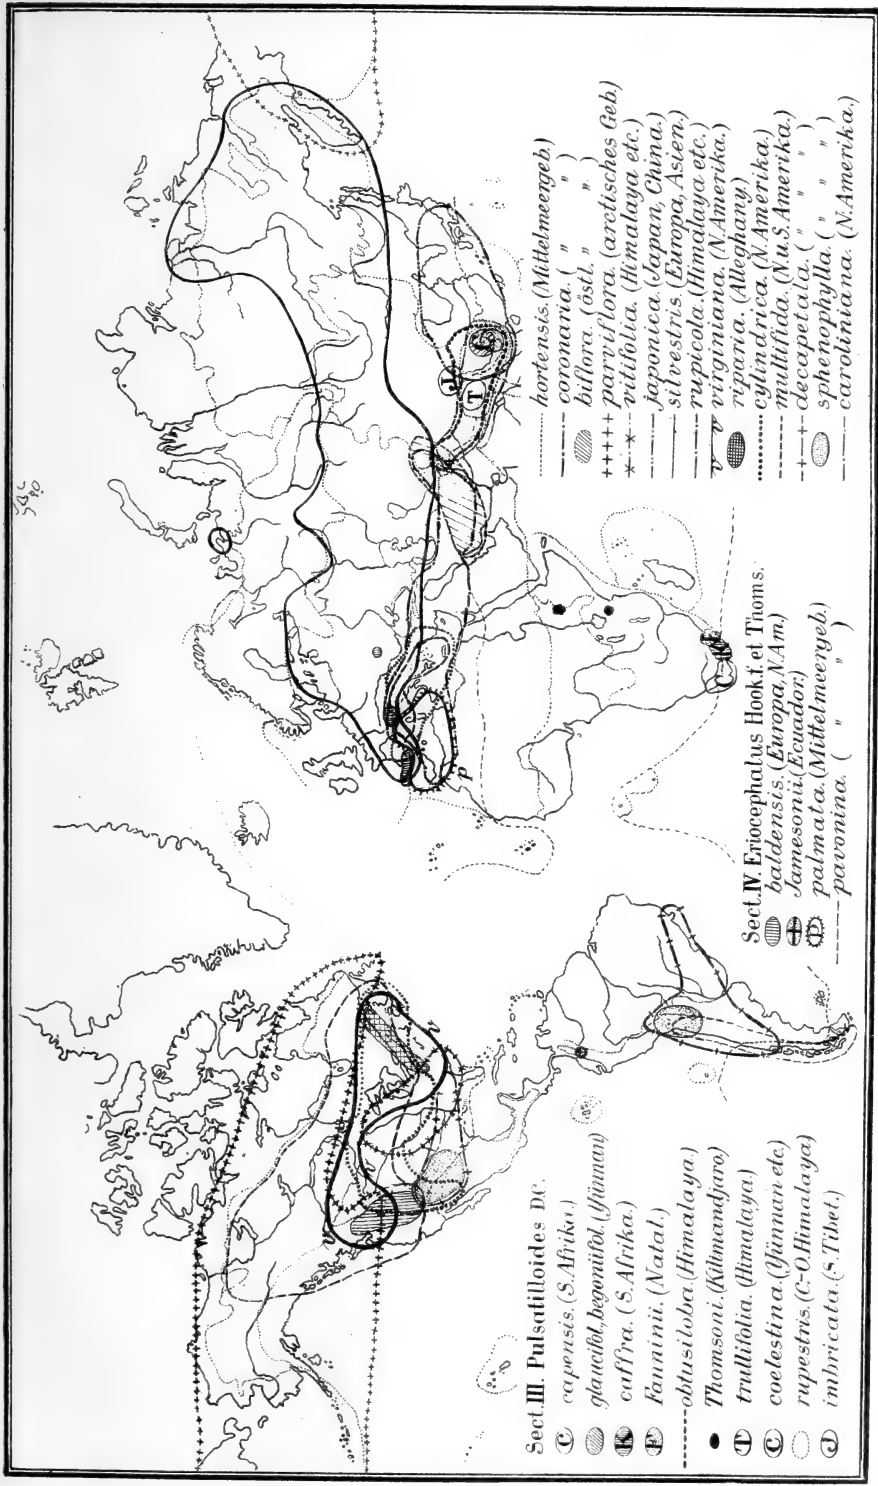 Sect.III. Pulsatilloides DC.
C capensis. (S.Afrika.)
glaucifol., begoniifol. (Yünnan)
K caffra. (S.Afrika.)
F Fanninii. (Natal.)
obtusiloba. (Himalaya.)
Thomsoni. (Kilimandjaro.)
T trullifolia. (Himalaya.)
C coelestina. (Yünnan etc.)
rupestris. (C.-O.Himalaya)
J imbricata. (S.Tibet.)
Sect.IV. Eriocephalus Hook.f. et Thoms.
baldensis. (Europa, N.Am.)
Jamesonii. (Ecuador.)
P palmata. (Mittelmeergeb.)
pavonina. ( " " )
hortensis. (Mittelmeergeb.)
coronaria. ( " " )
biflora. (östl. " " )
parviflora. (arctisches Geb.)
vitifolia. (Himalaya etc.)
japonica. (Japan, China.)
silvestris. (Europa, Asien.)
rupicola. (Himalaya etc.)
virginiana. (N.Amerika.)
riparia. (Alleghany.)
cylindrica. (N.Amerika.)
multifida. (N.u.S.Amerika.)
decapetala. ( " " " )
sphenophylla. ( " " " )
caroliniana. (N.Amerika.)
J
T
C
P
C
K
F